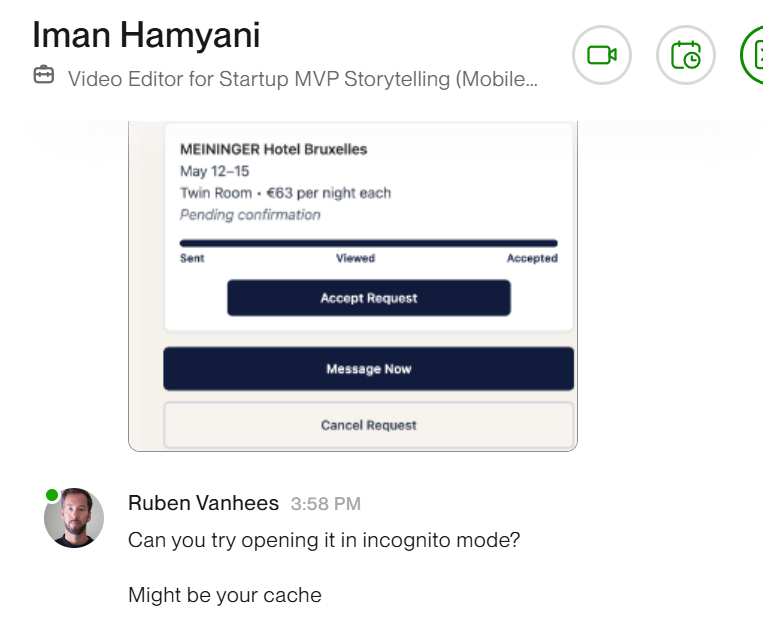 Iman Hamyani
Video Editor for Startup MVP Storytelling (Mobile...
MEININGER Hotel Bruxelles
May 12–15
Twin Room • €63 per night each
Pending confirmation
Sent Viewed Accepted
Accept Request
Message Now
Cancel Request
Ruben Vanhees 3:58 PM
Can you try opening it in incognito mode?
Might be your cache